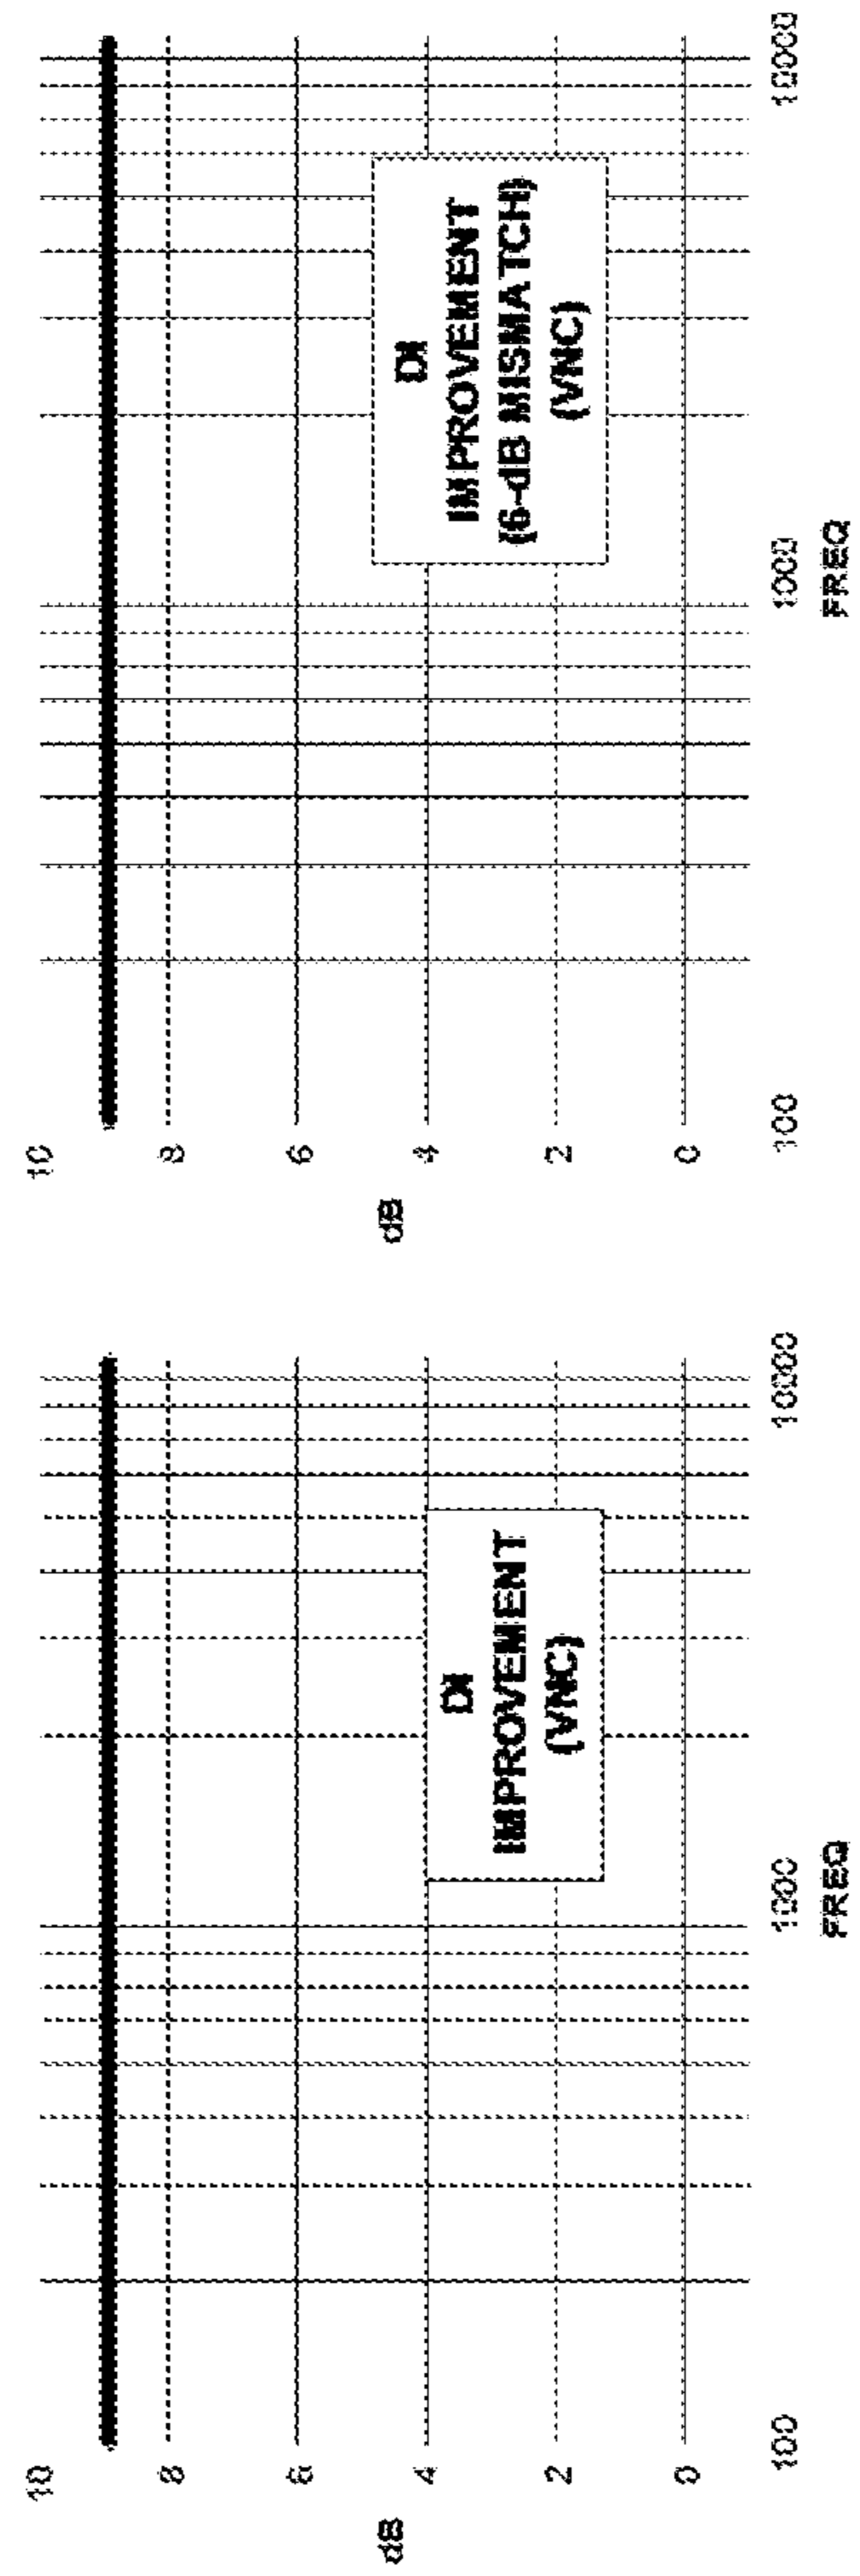 10
8
6
4
2
0
dB
100
1000
10000
FREQ
DI
IMPROVEMENT
(VNC)
10
8
6
4
2
0
dB
100
1000
10000
FREQ
DI
IMPROVEMENT
(6-dB MISMATCH)
(VNC)